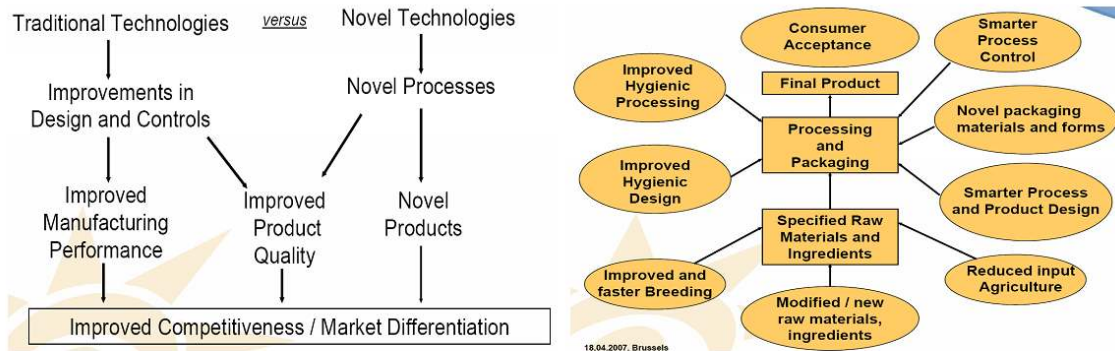 Traditional Technologies
versus
Novel Technologies
Improvements in
Design and Controls
Novel Processes
Improved
Manufacturing
Performance
Improved
Product
Quality
Novel
Products
Improved Competitiveness / Market Differentiation
Consumer
Acceptance
Smarter
Process
Control
Improved
Hygienic
Processing
Final Product
Novel packaging
materials and forms
Processing
and
Packaging
Improved
Hygienic
Design
Smarter Process
and Product Design
Specified Raw
Materials and
Ingredients
Improved and
faster Breeding
Reduced input
Agriculture
Modified / new
raw materials,
ingredients
18.04.2007, Brussels